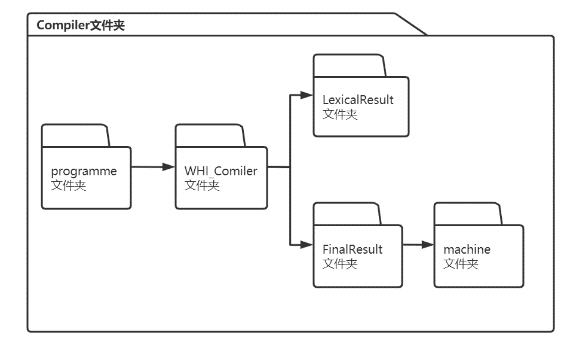 Compiler文件夹
LexicalResult
文件夹
programme
文件夹
WHI_Comiler
文件夹
FinalResult
文件夹
machine
文件夹